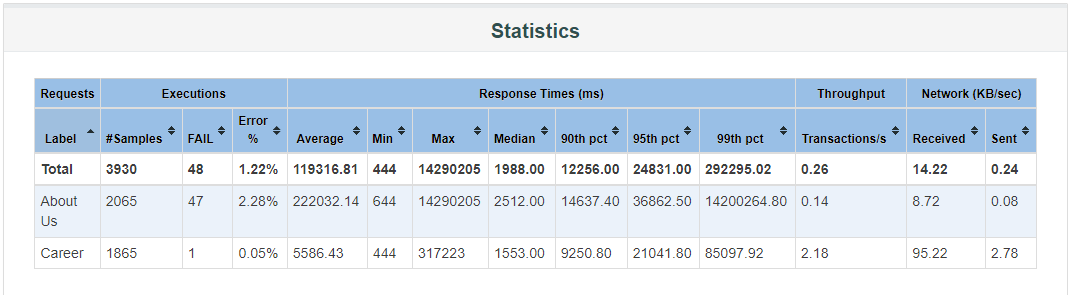 Statistics
Requests Executions Response Times (ms) Throughput Network (KB/sec)
Label #Samples FAIL Error % Average Min Max Median 90th pct 95th pct 99th pct Transactions/s Received Sent
Total 3930 48 1.22% 119316.81 444 14290205 1988.00 12256.00 24831.00 292295.02 0.26 14.22 0.24
About Us 2065 47 2.28% 222032.14 644 14290205 2512.00 14637.40 36862.50 14200264.80 0.14 8.72 0.08
Career 1865 1 0.05% 5586.43 444 317223 1553.00 9250.80 21041.80 85097.92 2.18 95.22 2.78